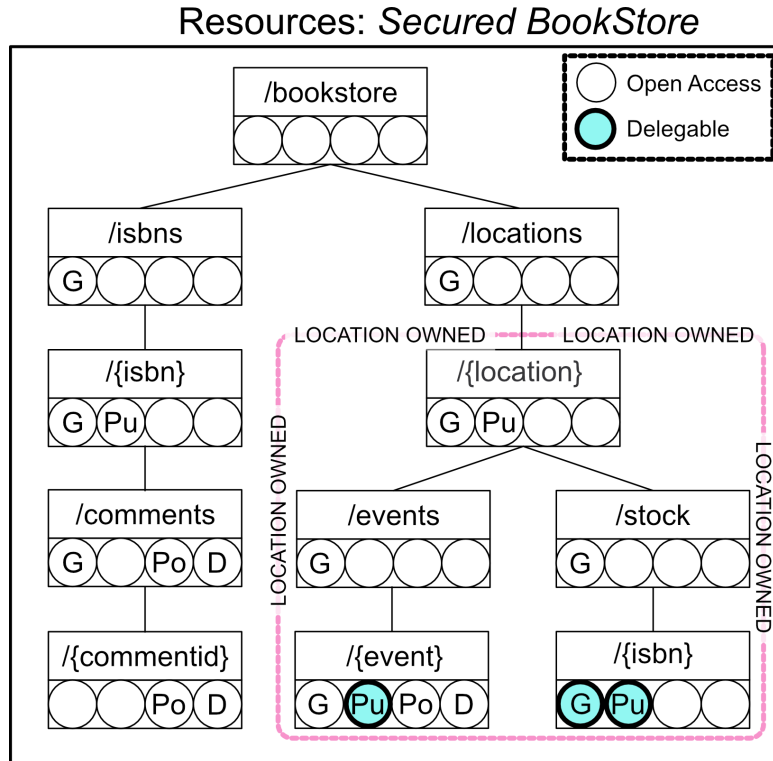 Resources: Secured BookStore
Open Access
Delegable
/bookstore
/isbns
G
/locations
G
LOCATION OWNED LOCATION OWNED
/{isbn}
G Pu
/{location}
G Pu
LOCATION OWNED
LOCATION OWNED
/comments
G Po D
/events
G
/stock
G
/{commentid}
Po D
/{event}
G Pu Po D
/{isbn}
G Pu